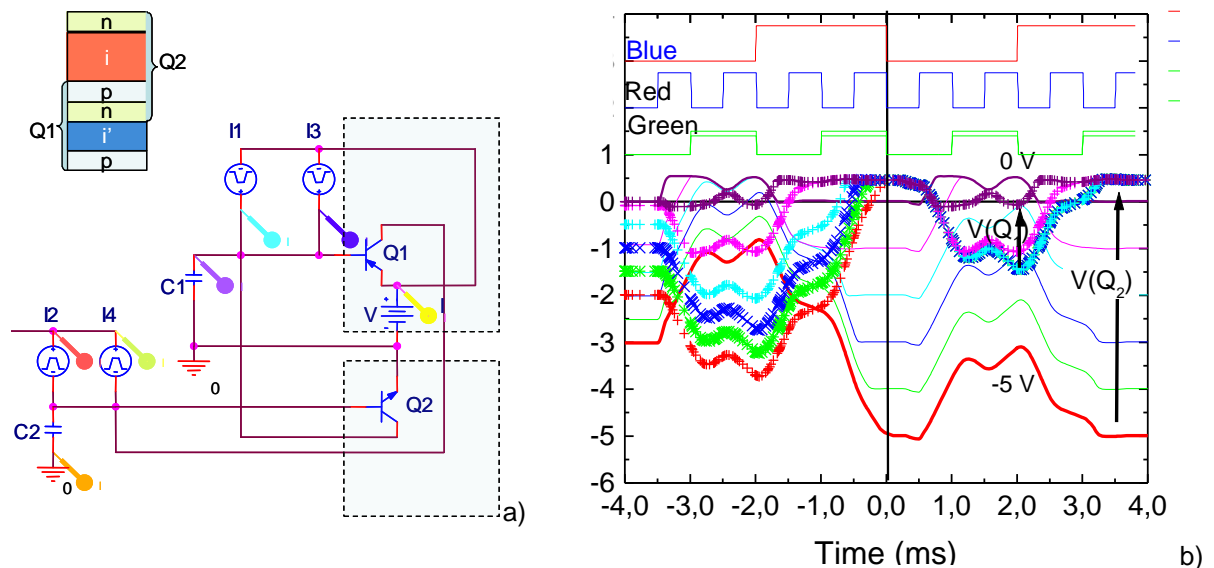 n
i
p
n
i'
p
Q1
Q2
I1
I3
Q1
C1
V
I2
I4
0
Q2
C2
0
a)
Blue
Red
Green
1
0
-1
-2
-3
-4
-5
-6
0 V
V(Q
)
V(Q2)
-5 V
-4,0
-3,0
-2,0
-1,0
0,0
1,0
2,0
3,0
4,0
Time (ms)
b)